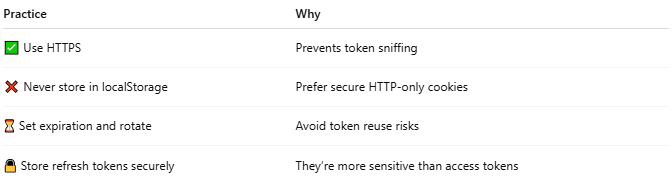 Practice Why
✅ Use HTTPS Prevents token sniffing
❌ Never store in localStorage Prefer secure HTTP-only cookies
⏳ Set expiration and rotate Avoid token reuse risks
🔒 Store refresh tokens securely They’re more sensitive than access tokens